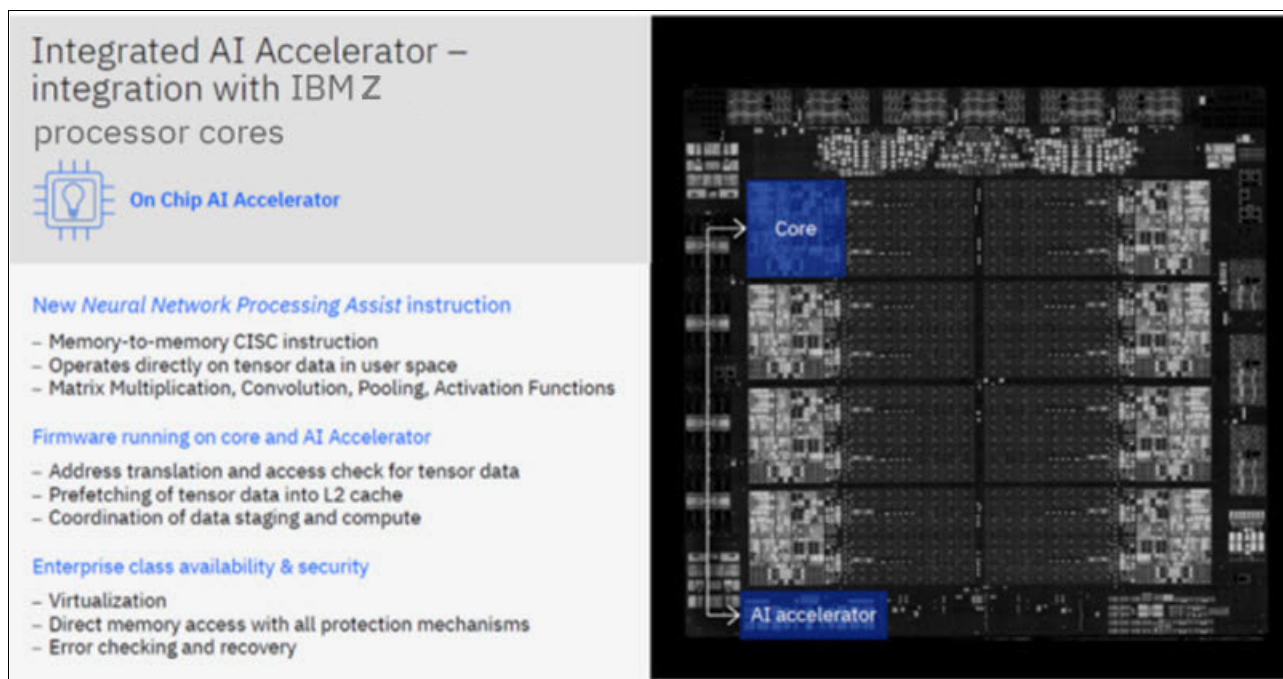 Integrated AI Accelerator –
integration with IBM Z
processor cores
On Chip AI Accelerator
New Neural Network Processing Assist instruction
– Memory-to-memory CISC instruction
– Operates directly on tensor data in user space
– Matrix Multiplication, Convolution, Pooling, Activation Functions
Firmware running on core and AI Accelerator
– Address translation and access check for tensor data
– Prefetching of tensor data into L2 cache
– Coordination of data staging and compute
Enterprise class availability & security
– Virtualization
– Direct memory access with all protection mechanisms
– Error checking and recovery
Core
AI accelerator